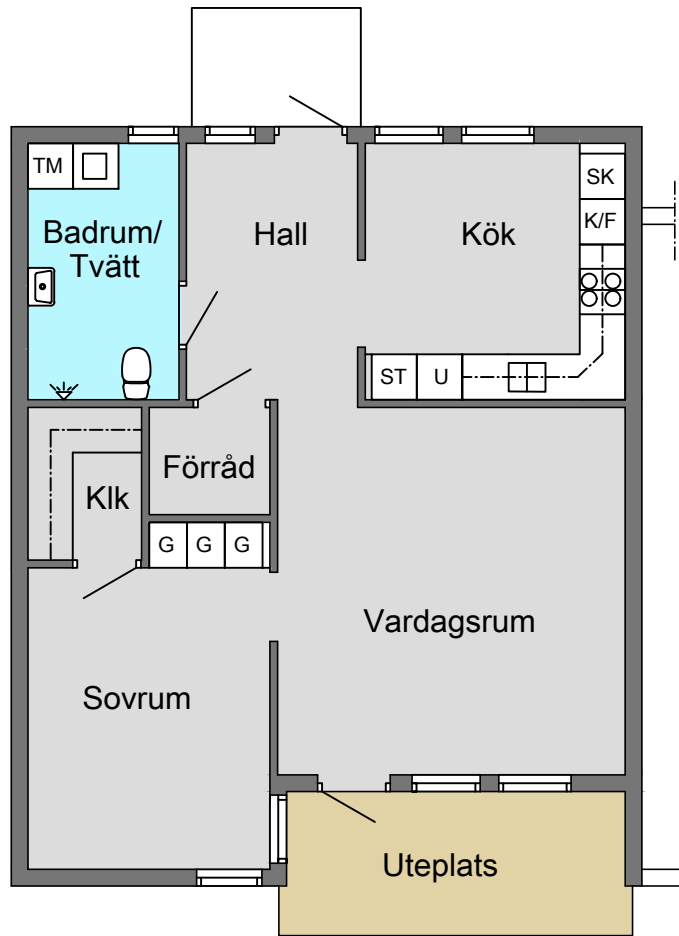 TM
SK
Badrum/
Tvätt
Hall
Kök
K/F
ST
U
Förråd
Klk
G
G
G
Vardagsrum
Sovrum
Uteplats